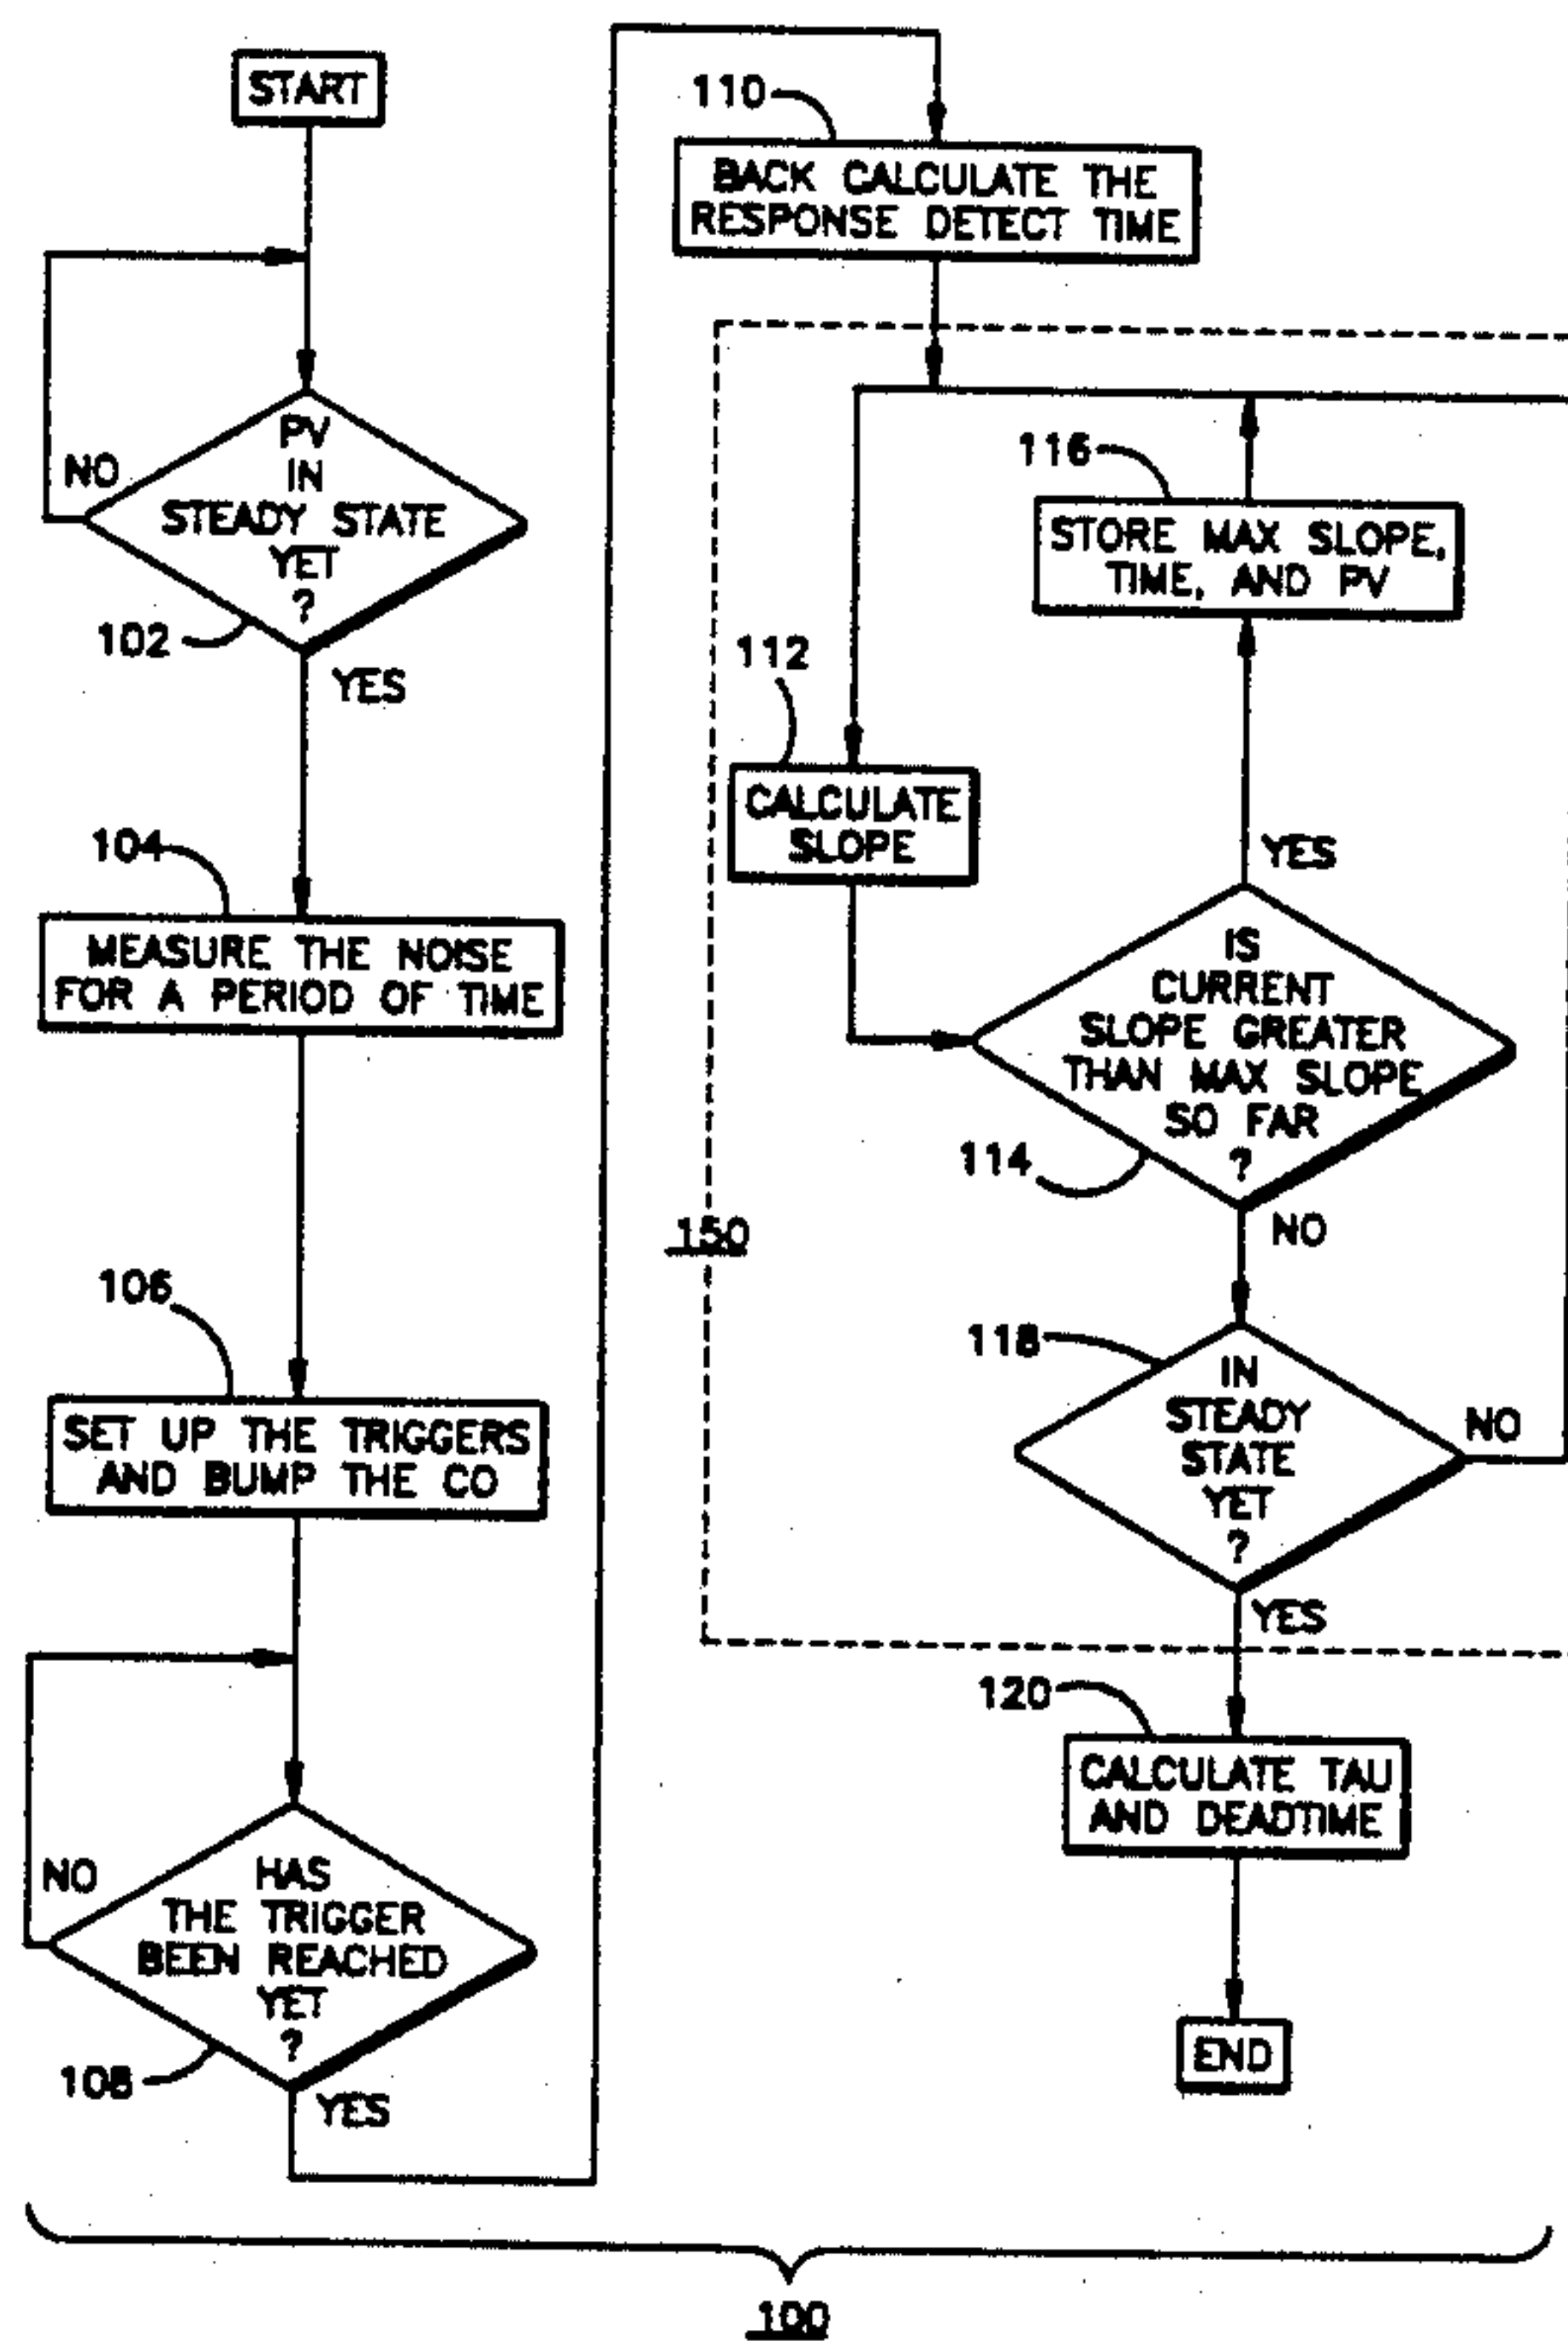 START
PV
IN
STEADY STATE
YET
?
NO
102
YES
104
MEASURE THE NOISE
FOR A PERIOD OF TIME
106
SET UP THE TRIGGERS
AND BUMP THE CO
HAS
THE TRIGGER
BEEN REACHED
YET
?
NO
108
YES
110
BACK CALCULATE THE
RESPONSE DETECT TIME
116
STORE MAX SLOPE,
TIME, AND PV
112
CALCULATE
SLOPE
YES
IS
CURRENT
SLOPE GREATER
THAN MAX SLOPE
SO FAR
?
114
NO
150
118
IN
STEADY
STATE
YET
?
NO
YES
120
CALCULATE TAU
AND DEADTIME
END
100